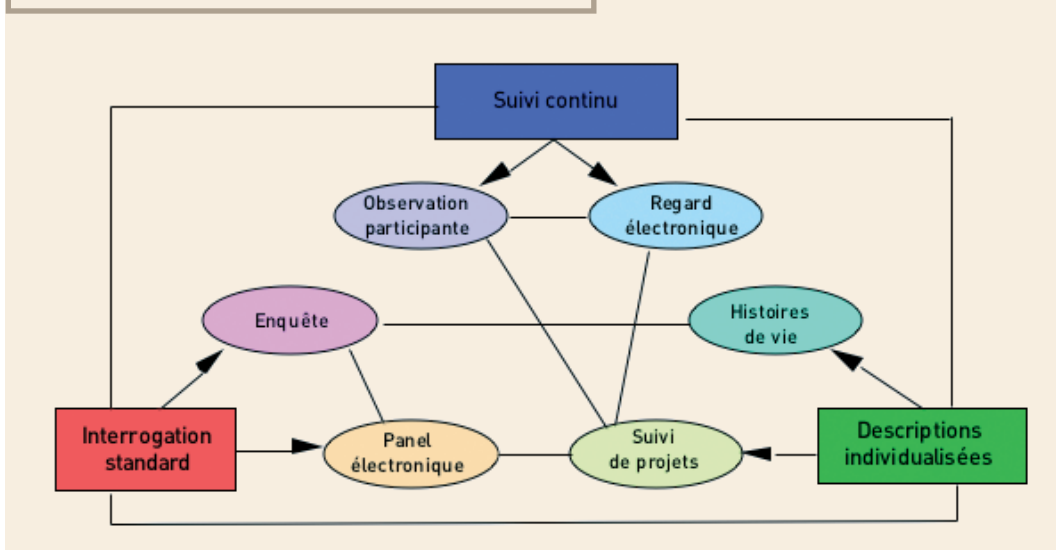 Suivi continu
Observation
participante
Regard
électronique
Enquête
Histoires
de vie
Interrogation
standard
Panel
électronique
Suivi
de projets
Descriptions
individualisées